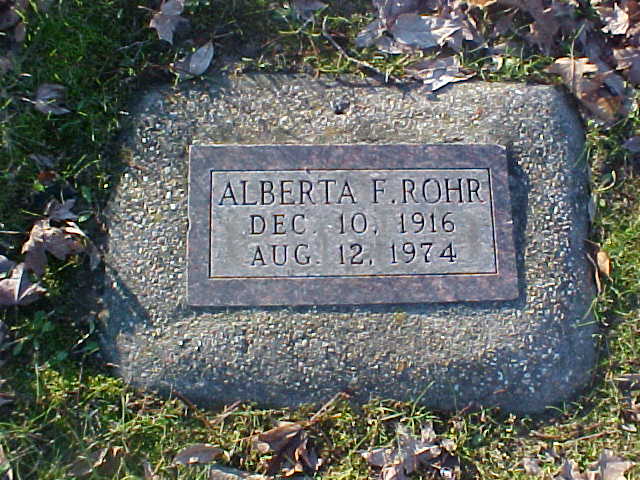 ALBERTA F. ROHR
DEC. 10, 1916
AUG. 12, 1974